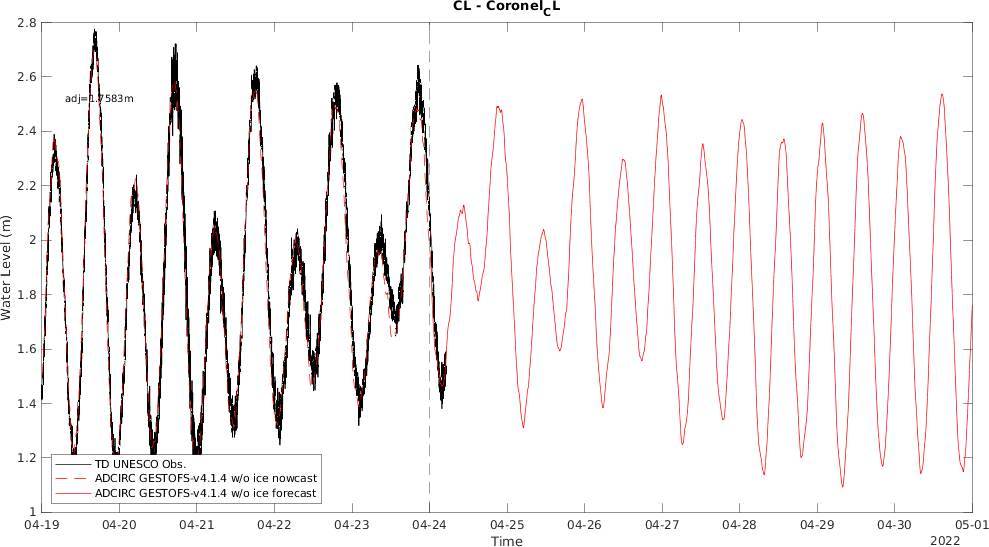 CL - Coronel_CL
2.8
2.6
2.4
2.2
2
1.8
1.6
1.4
1.2
1
Water Level (m)
adj=1.7583m
TD UNESCO Obs.
ADCIRC GESTOFS-v4.1.4 w/o ice nowcast
ADCIRC GESTOFS-v4.1.4 w/o ice forecast
04-19 04-20 04-21 04-22 04-23 04-24 04-25 04-26 04-27 04-28 04-29 04-30 05-01
Time
2022